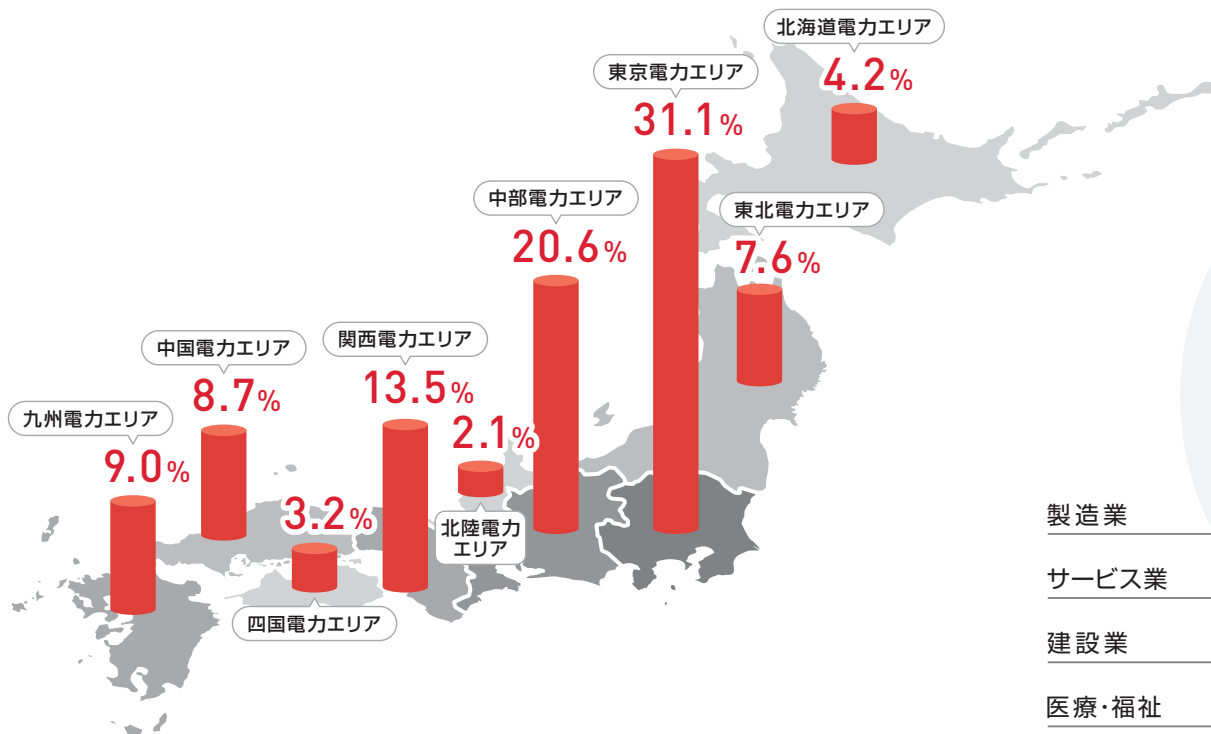 北海道電力エリア
4.2%
東京電力エリア
31.1%
中部電力エリア
20.6%
東北電力エリア
7.6%
関西電力エリア
13.5%
中国電力エリア
8.7%
九州電力エリア
9.0%
2.1%
北陸電力
エリア
3.2%
四国電力エリア
製造業
サービス業
建設業
医療・福祉